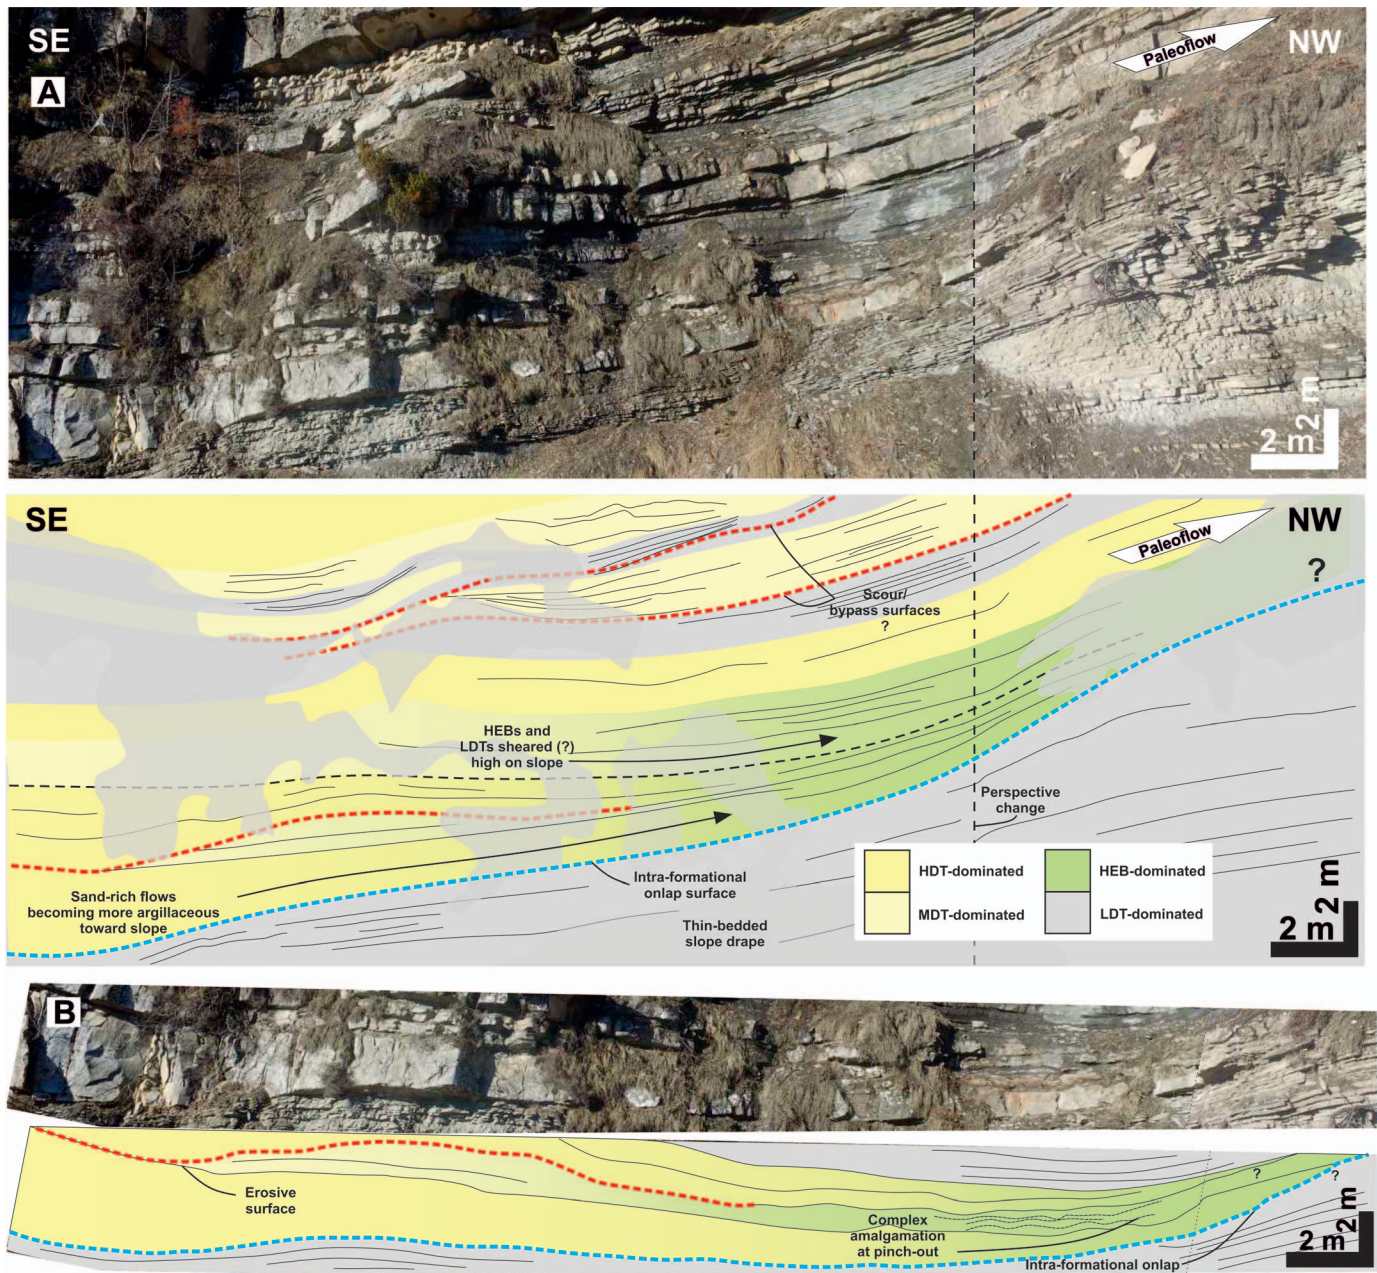 SE
NW
Paleoflow
A
2 m
2 m
SE
NW
Paleoflow
?
Scour/
bypass surfaces
?
HEBs and
LDTs sheared (?)
high on slope
Perspective
change
Intra-formational
onlap surface
Sand-rich flows
becoming more argillaceous
toward slope
Thin-bedded
slope drape
HDT-dominated
HEB-dominated
MDT-dominated
LDT-dominated
2 m
2 m
B
Erosive
surface
?
?
Complex
amalgamation
at pinch-out
Intra-formational onlap
2 m
2 m